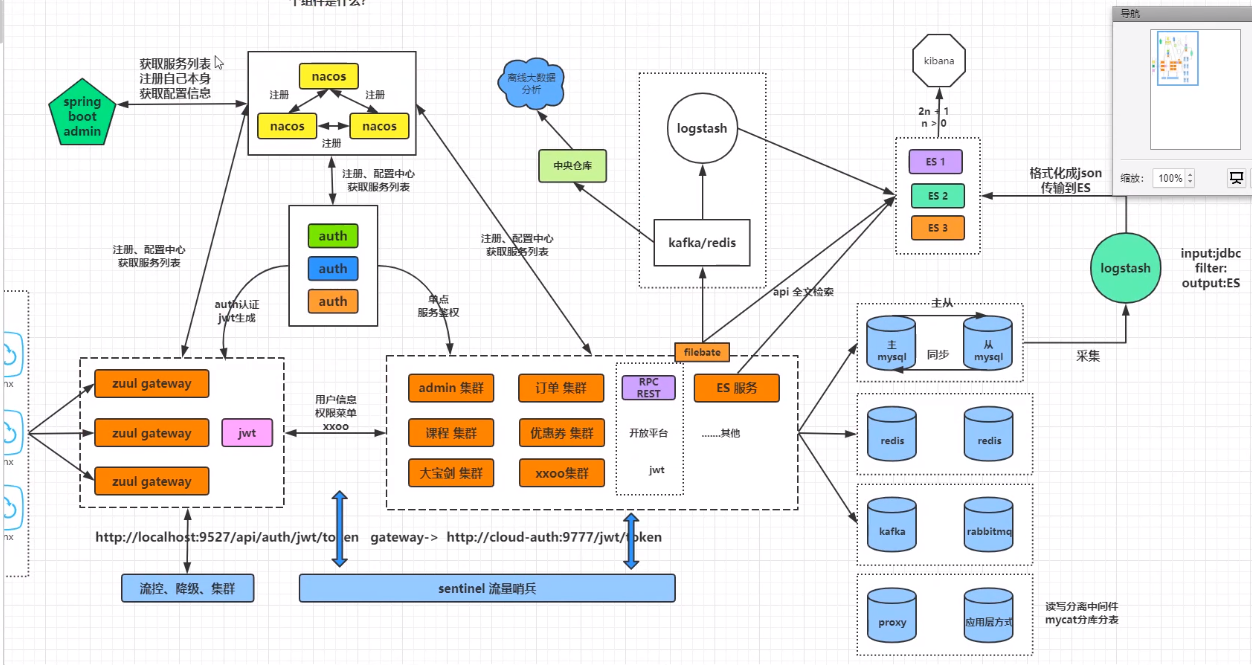 个组件是什么?
导航
缩放: 100%
获取服务列表
注册自己本身
获取配置信息
spring
boot
admin
nacos
注册
注册
nacos
nacos
注册
离线大数据
分析
中央仓库
logstash
kafka/redis
kibana
2n + 1
n > 0
ES 1
ES 2
ES 3
格式化成json
传输到ES
logstash
input:jdbc
filter:
output:ES
注册、配置中心
获取服务列表
auth
auth
auth
注册、配置中心
获取服务列表
注册、配置中心
获取服务列表
auth认证
jwt生成
单点
服务鉴权
api 全文检索
filebate
主从
主
mysql
同步
从
mysql
采集
nx
nx
nx
zuul gateway
zuul gateway
zuul gateway
jwt
用户信息
权限菜单
xxoo
admin 集群
订单 集群
课程 集群
优惠券 集群
大宝剑 集群
xxoo集群
RPC
REST
开放平台
jwt
ES 服务
.......其他
redis
redis
kafka
rabbitmq
proxy
应用层方式
读写分离中间件
mycat分库分表
http://localhost:9527/api/auth/jwt/token gateway-> http://cloud-auth:9777/jwt/token
流控、降级、集群
sentinel 流量哨兵